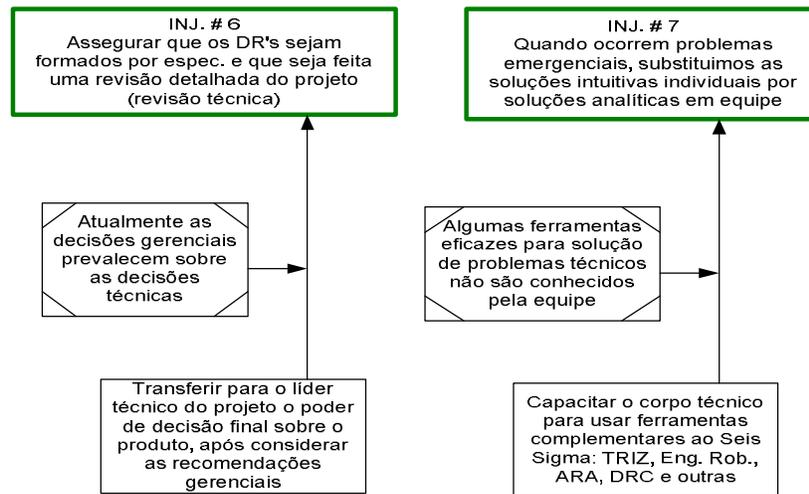 INJ. # 6
Assegurar que os DR's sejam
formados por espec. e que seja feita
uma revisão detalhada do projeto
(revisão técnica)
INJ. # 7
Quando ocorrem problemas
emergenciais, substituimos as
soluções intuitivas individuais por
soluções analíticas em equipe
Atualmente as
decisões gerenciais
prevalecem sobre
as decisões
técnicas
Algumas ferramentas
eficazes para solução
de problemas técnicos
não são conhecidos
pela equipe
Transferir para o líder
técnico do projeto o poder
de decisão final sobre o
produto, após considerar
as recomendações
gerenciais
Capacitar o corpo técnico
para usar ferramentas
complementares ao Seis
Sigma: TRIZ, Eng. Rob.,
ARA, DRC e outras